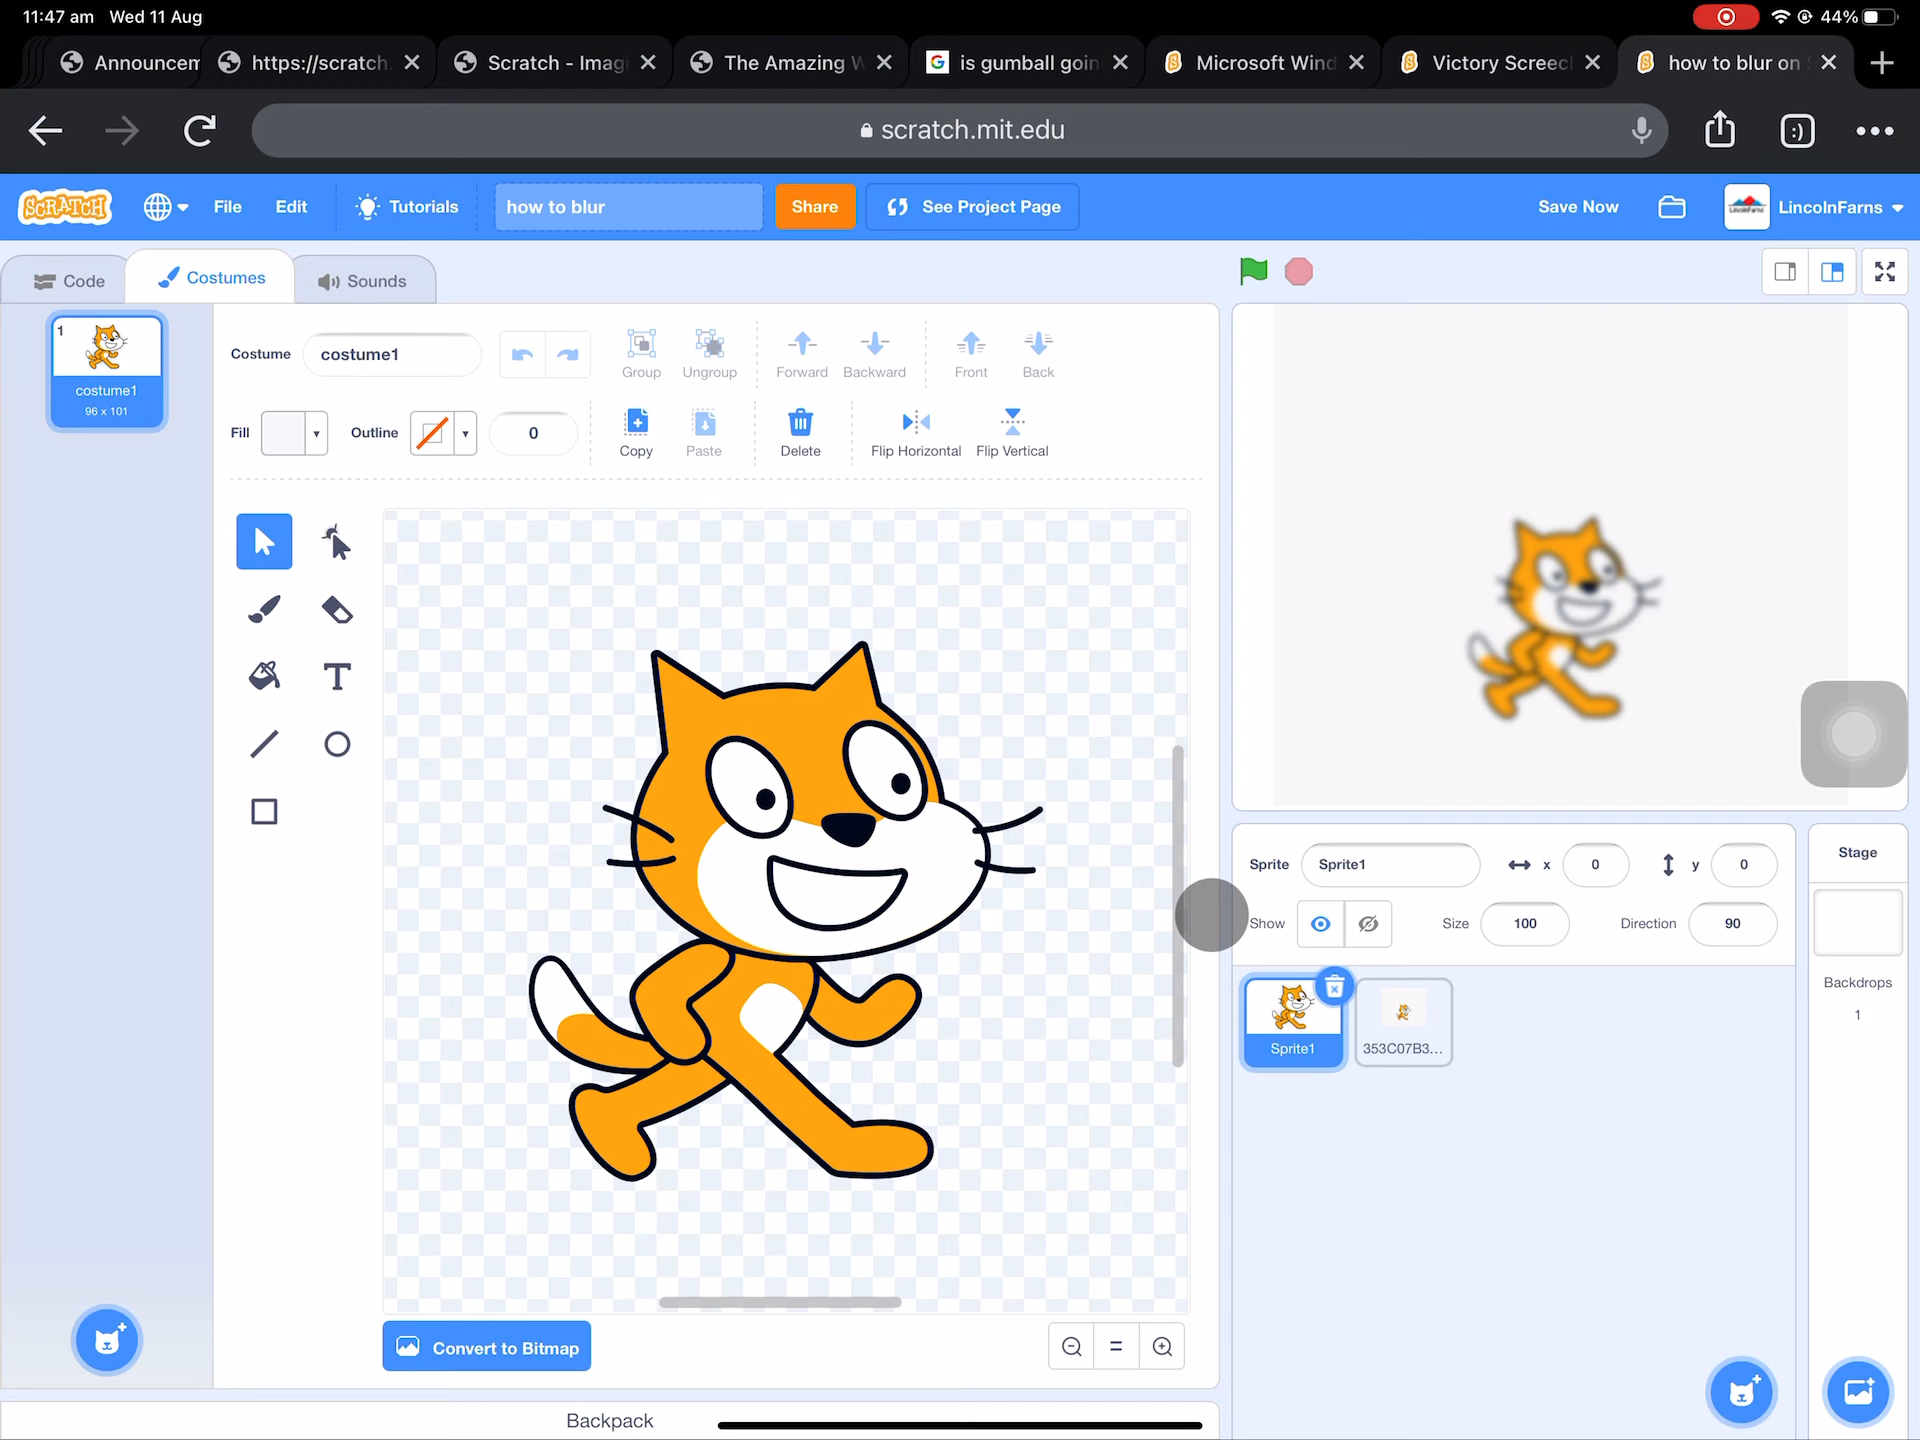 11:47 am Wed 11 Aug
44%
Announcem
https://scratch
Scratch - Imagi
The Amazing W
is gumball goin
Microsoft Wind
Victory Screec
how to blur on
scratch.mit.edu
SCRATCH
File
Edit
Tutorials
how to blur
Share
See Project Page
Save Now
LincolnFarns
Code
Costumes
Sounds
1
costume1
96 x 101
Costume
costume1
Group
Ungroup
Forward
Backward
Front
Back
Fill
Outline
0
Copy
Paste
Delete
Flip Horizontal
Flip Vertical
T
Convert to Bitmap
Backpack
Sprite
Sprite1
x
0
y
0
Show
Size
100
Direction
90
Sprite1
353C07B3...
Stage
Backdrops
1